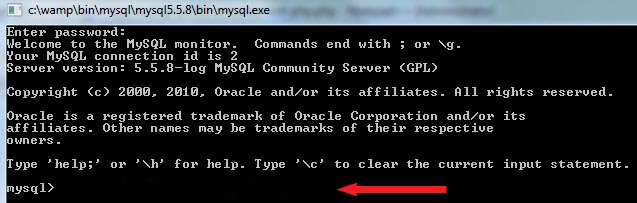 c:\wamp\bin\mysql\mysql5.5.8\bin\mysql.exe
Enter password:
Welcome to the MySQL monitor.  Commands end with ; or \g.
Your MySQL connection id is 2
Server version: 5.5.8-log MySQL Community Server (GPL)
Copyright (c) 2000, 2010, Oracle and/or its affiliates. All rights reserved.
Oracle is a registered trademark of Oracle Corporation and/or its
affiliates. Other names may be trademarks of their respective
owners.
Type 'help;' or '\h' for help. Type '\c' to clear the current input statement.
mysql>